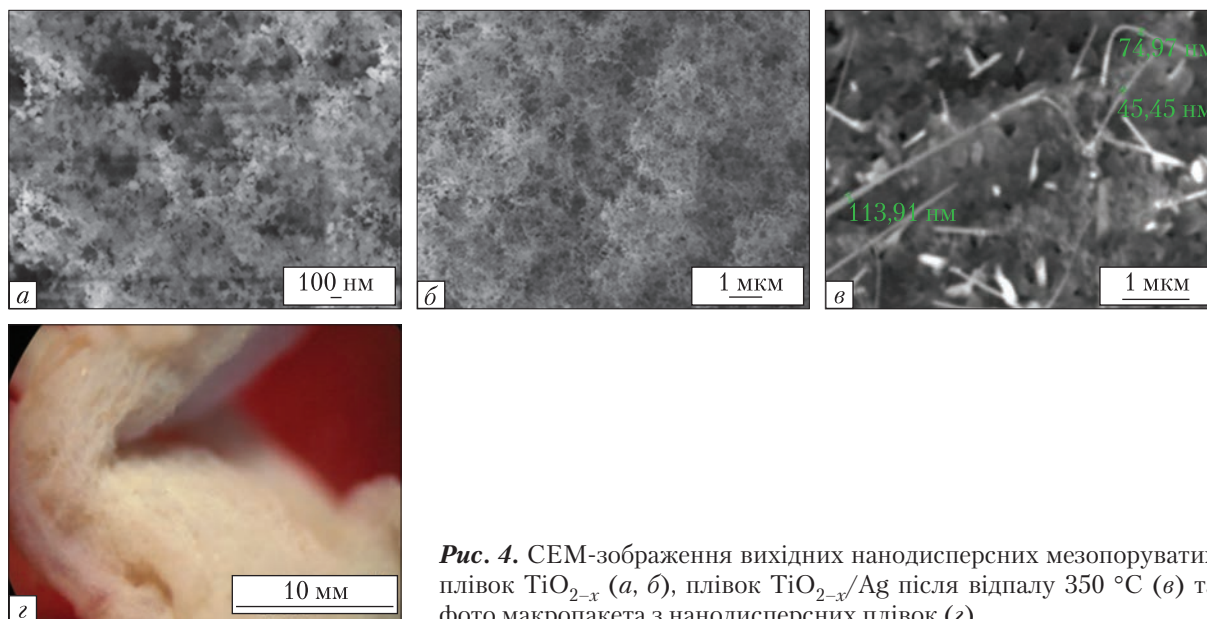 74,97 нм
45,45 нм
113,91 нм
100 нм
1 мкм
1 мкм
а
б
в
10 мм
г
Рис. 4. СЕМ-зображення вихідних нанодисперсних мезопоруватих
плівок TiO₂₋ₓ (а, б), плівок TiO₂₋ₓ/Ag після відпалу 350 °С (в) та
фото макропакета з нанодисперсних плівок (г)